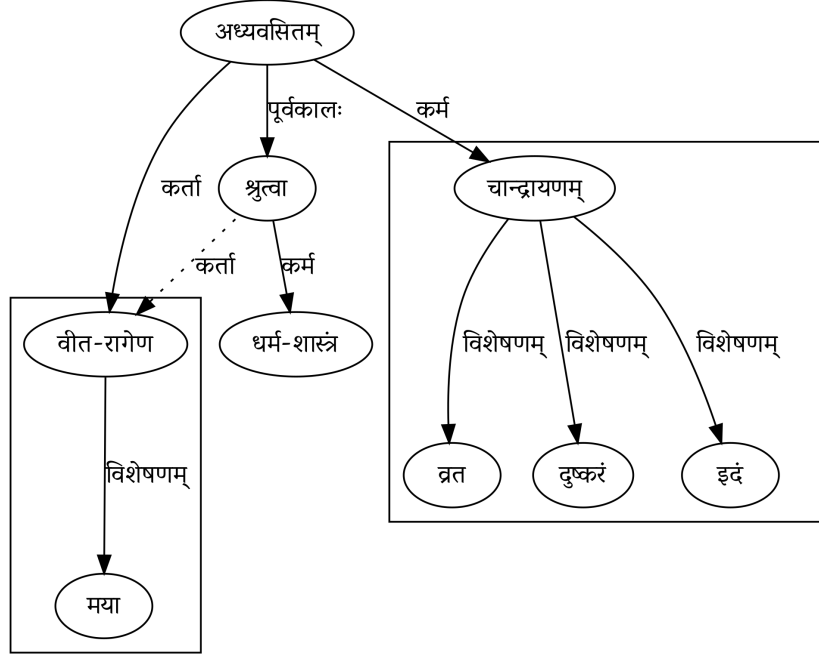 अध्यवसितम्
पूर्वकालः
कर्म
कर्ता
श्रुत्वा
चान्द्रायणम्
कर्ता
कर्म
वीत-रागेण
धर्म-शास्त्रं
विशेषणम्
विशेषणम्
विशेषणम्
विशेषणम्
व्रत
दुष्करं
इदं
मया